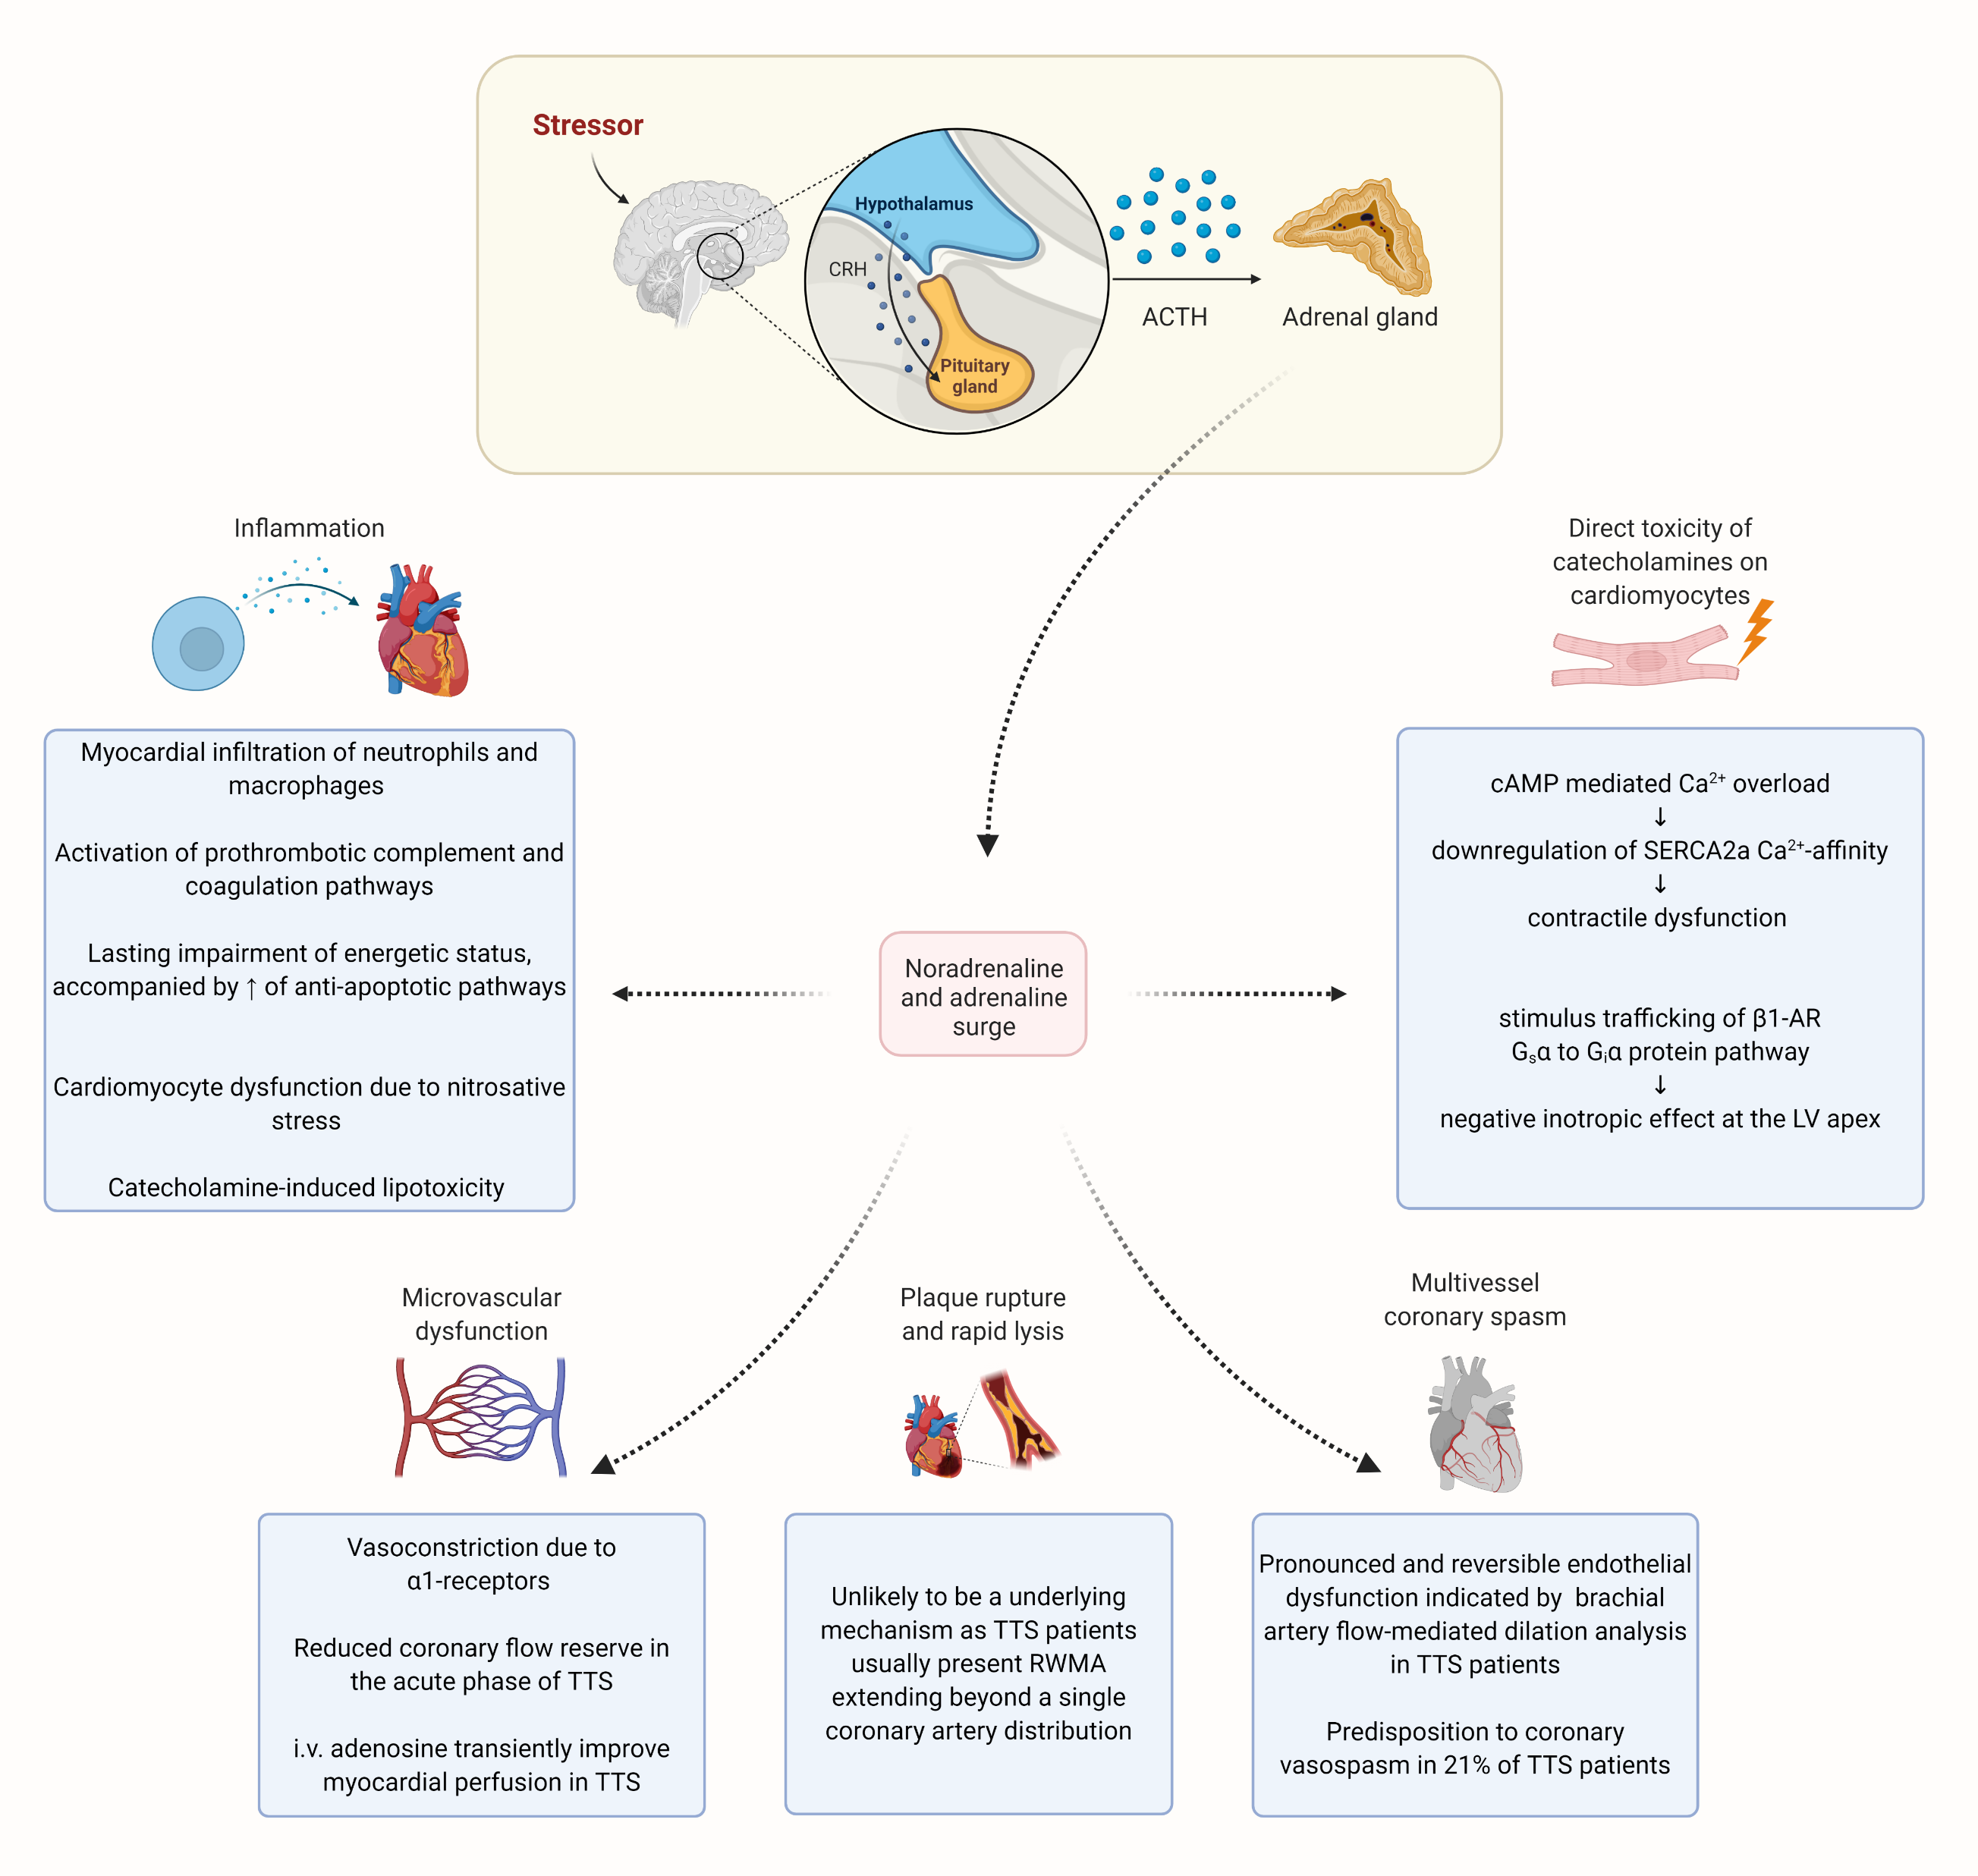 Stressor
Hypothalamus
CRH
Pituitary
gland
ACTH
Adrenal gland
Inflammation
Direct toxicity of
catecholamines on
cardiomyocytes
Myocardial infiltration of neutrophils and
macrophages
Activation of prothrombotic complement and
coagulation pathways
Lasting impairment of energetic status,
accompanied by ↑ of anti-apoptotic pathways
Cardiomyocyte dysfunction due to nitrosative
stress
Catecholamine-induced lipotoxicity
Noradrenaline
and adrenaline
surge
cAMP mediated Ca²⁺ overload
↓
downregulation of SERCA2a Ca²⁺-affinity
↓
contractile dysfunction
stimulus trafficking of β1-AR
Gₛα to Gᵢα protein pathway
↓
negative inotropic effect at the LV apex
Microvascular
dysfunction
Vasoconstriction due to
α1-receptors
Reduced coronary flow reserve in
the acute phase of TTS
i.v. adenosine transiently improve
myocardial perfusion in TTS
Plaque rupture
and rapid lysis
Unlikely to be a underlying
mechanism as TTS patients
usually present RWMA
extending beyond a single
coronary artery distribution
Multivessel
coronary spasm
Pronounced and reversible endothelial
dysfunction indicated by brachial
artery flow-mediated dilation analysis
in TTS patients
Predisposition to coronary
vasospasm in 21% of TTS patients